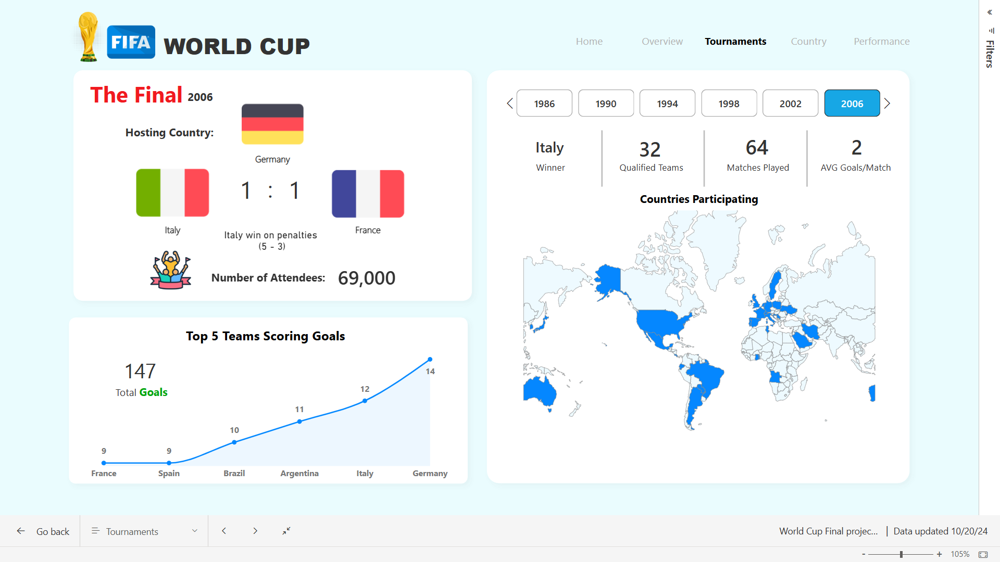 FIFA
WORLD CUP
Home
Overview
Tournaments
Country
Performance
«
Filters
The Final 2006
Hosting Country:
Germany
1 : 1
Italy
France
Italy win on penalties
(5 - 3)
Number of Attendees: 69,000
1986
1990
1994
1998
2002
2006
Italy
Winner
32
Qualified Teams
64
Matches Played
2
AVG Goals/Match
Countries Participating
Top 5 Teams Scoring Goals
147
Total Goals
9
9
10
11
12
14
France
Spain
Brazil
Argentina
Italy
Germany
Go back
Tournaments
World Cup Final projec... | Data updated 10/20/24
- + 105%